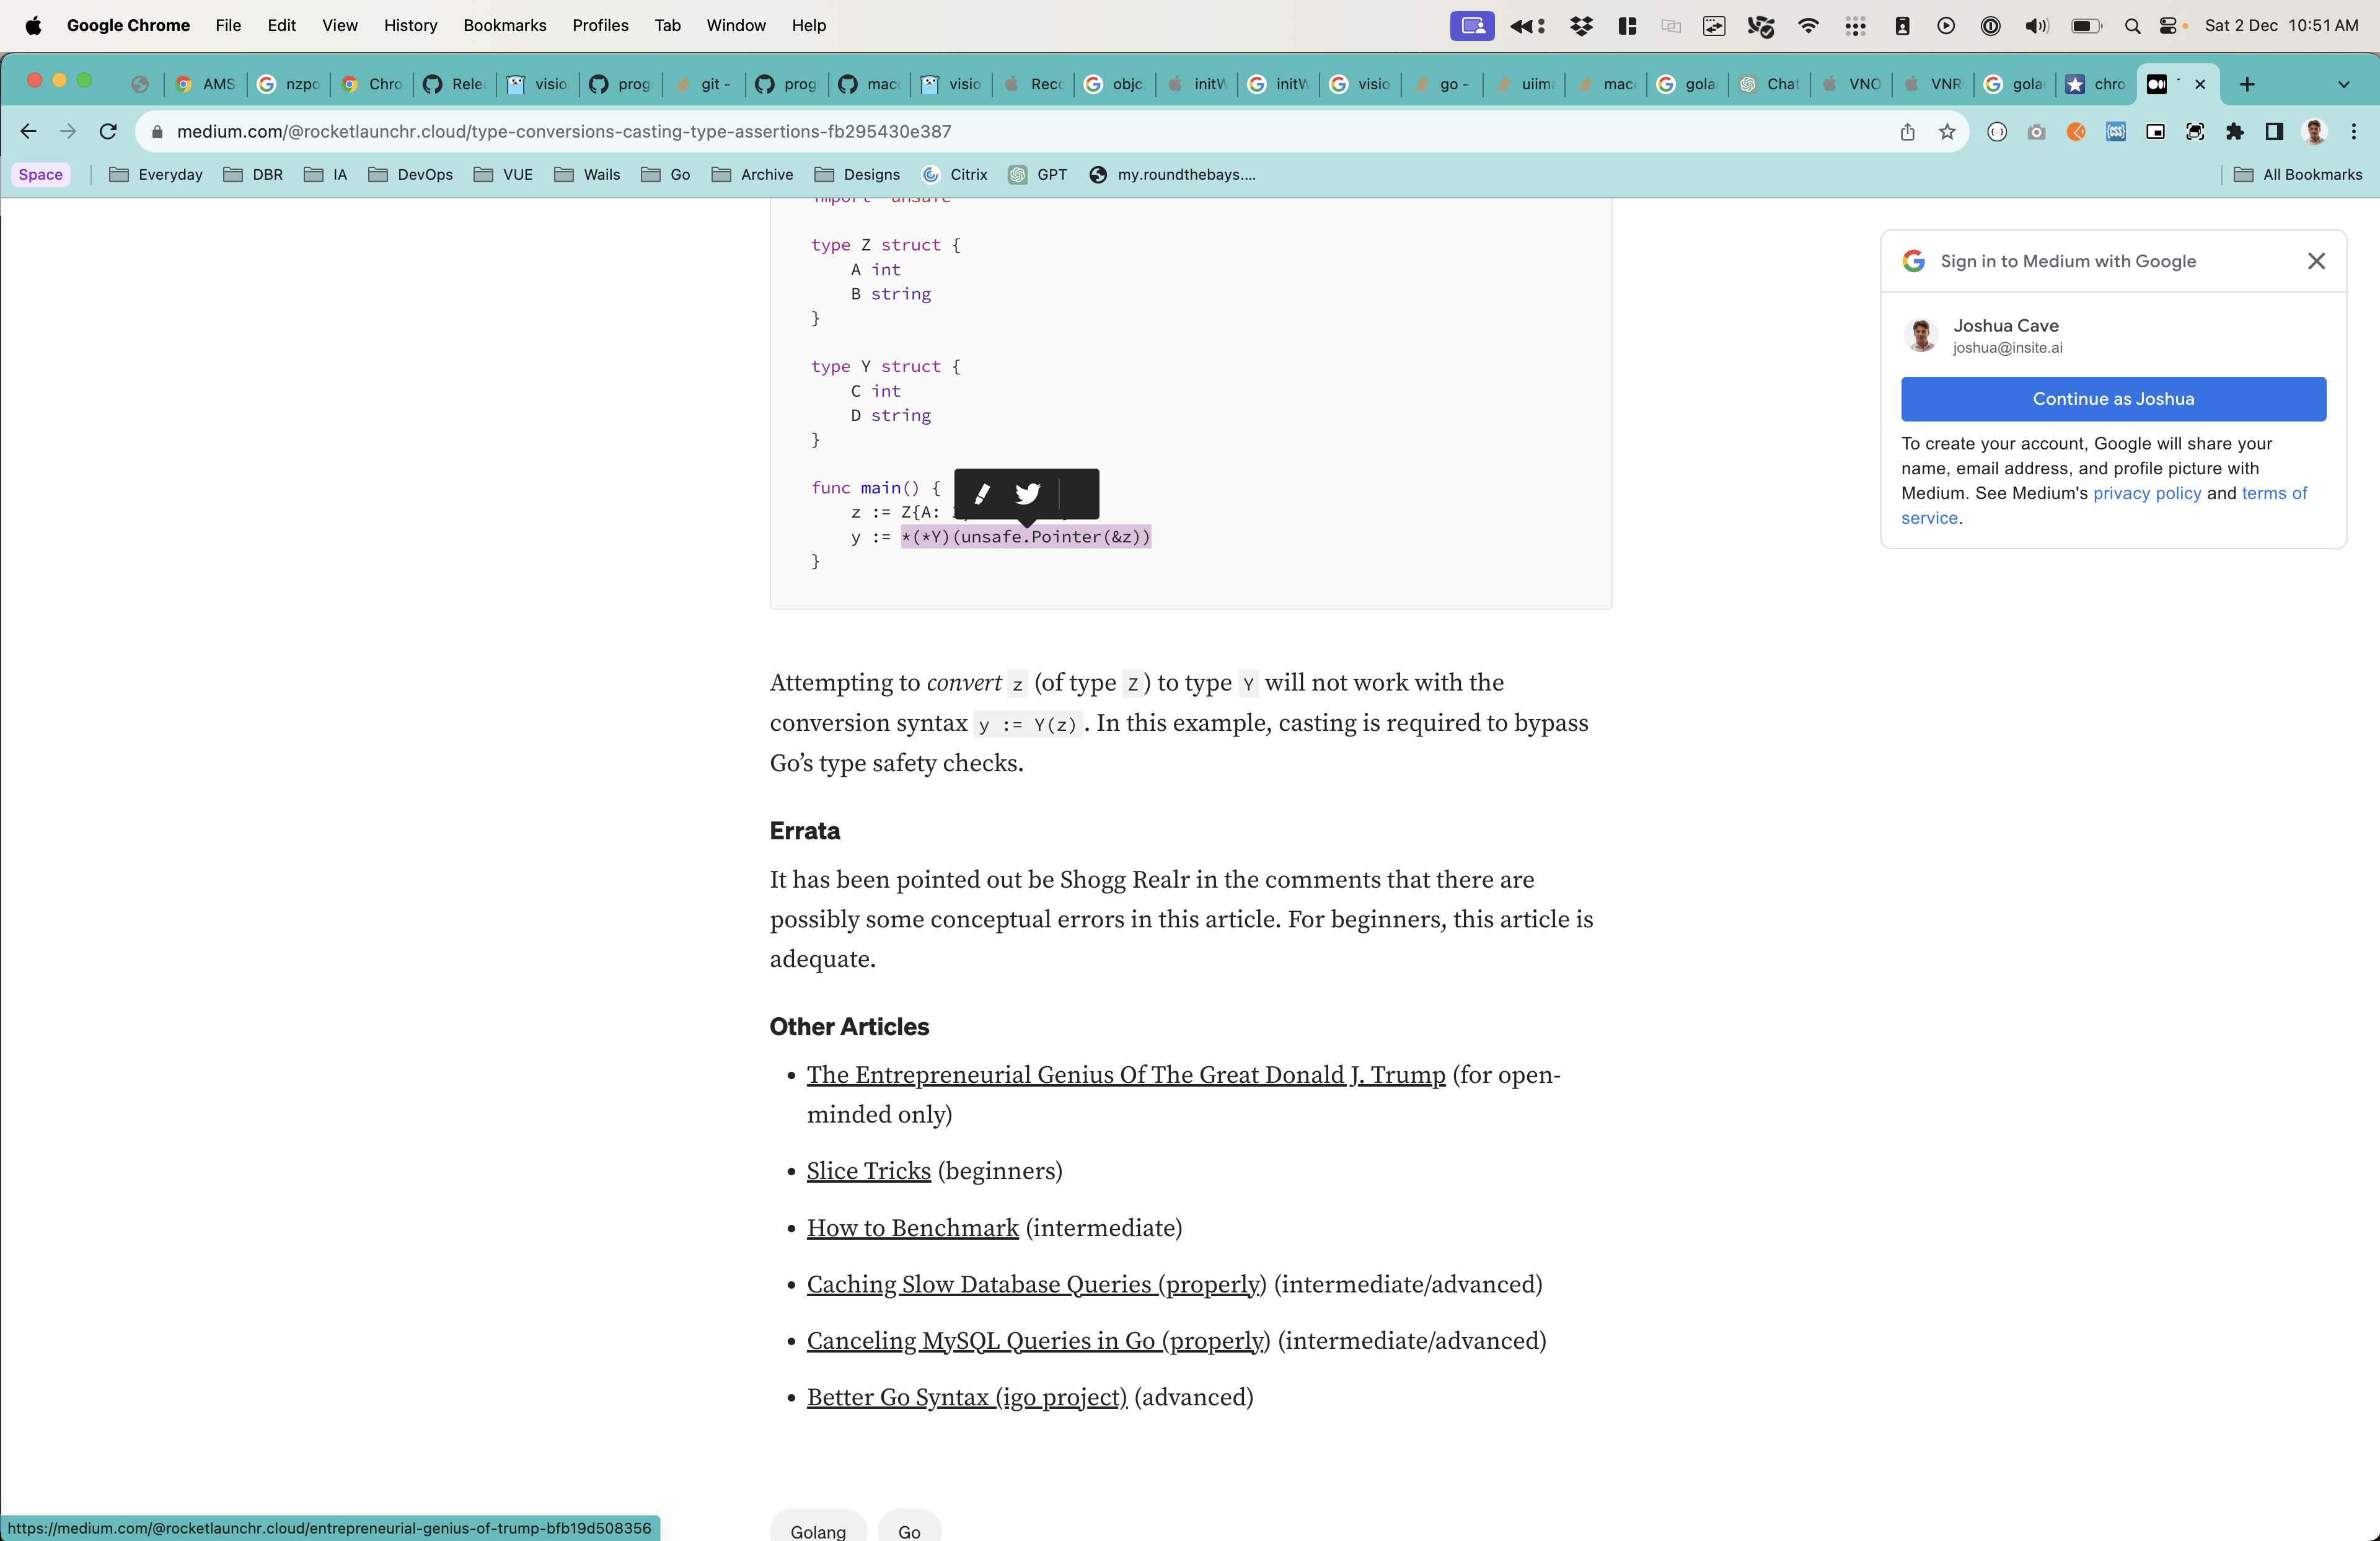 Google Chrome File Edit View History Bookmarks Profiles Tab Window Help Sat 2 Dec 10:51 AM
AMS nzpo Chro Rele visio prog git - prog mac visio Reco objc. initW initW visio go - uiim mac gola Chat VNO VNR gola chro
medium.com/@rocketlaunchr.cloud/type-conversions-casting-type-assertions-fb295430e387
Space Everyday DBR IA DevOps VUE Wails Go Archive Designs Citrix GPT my.roundthebays.... All Bookmarks
import "unsafe"
type Z struct {
A int
B string
}
type Y struct {
C int
D string
}
func main() {
z := Z{A:
y := *(*Y)(unsafe.Pointer(&z))
}
Sign in to Medium with Google
Joshua Cave
joshua@insite.ai
Continue as Joshua
To create your account, Google will share your
name, email address, and profile picture with
Medium. See Medium's privacy policy and terms of
service.
Attempting to convert z (of type Z) to type Y will not work with the
conversion syntax y := Y(z). In this example, casting is required to bypass
Go’s type safety checks.
Errata
It has been pointed out be Shogg Realr in the comments that there are
possibly some conceptual errors in this article. For beginners, this article is
adequate.
Other Articles
• The Entrepreneurial Genius Of The Great Donald J. Trump (for open-
minded only)
• Slice Tricks (beginners)
• How to Benchmark (intermediate)
• Caching Slow Database Queries (properly) (intermediate/advanced)
• Canceling MySQL Queries in Go (properly) (intermediate/advanced)
• Better Go Syntax (igo project) (advanced)
Golang Go
https://medium.com/@rocketlaunchr.cloud/entrepreneurial-genius-of-trump-bfb19d508356